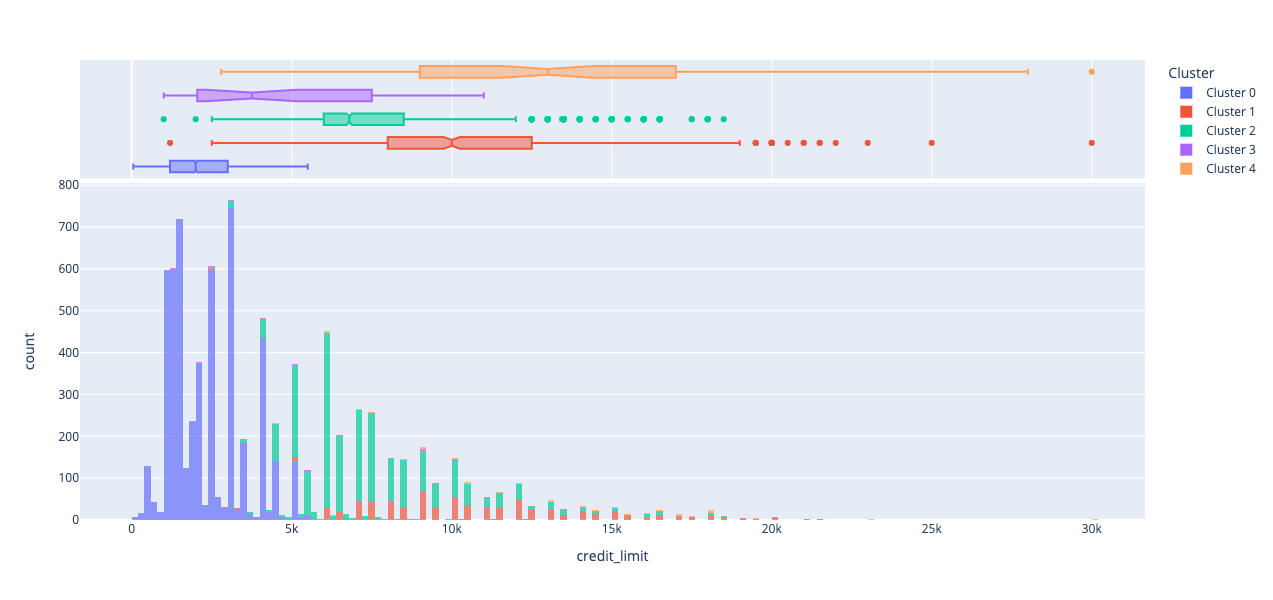 Cluster
Cluster 0
Cluster 1
Cluster 2
Cluster 3
Cluster 4
800
700
600
500
400
300
200
100
0
count
0 5k 10k 15k 20k 25k 30k
credit_limit